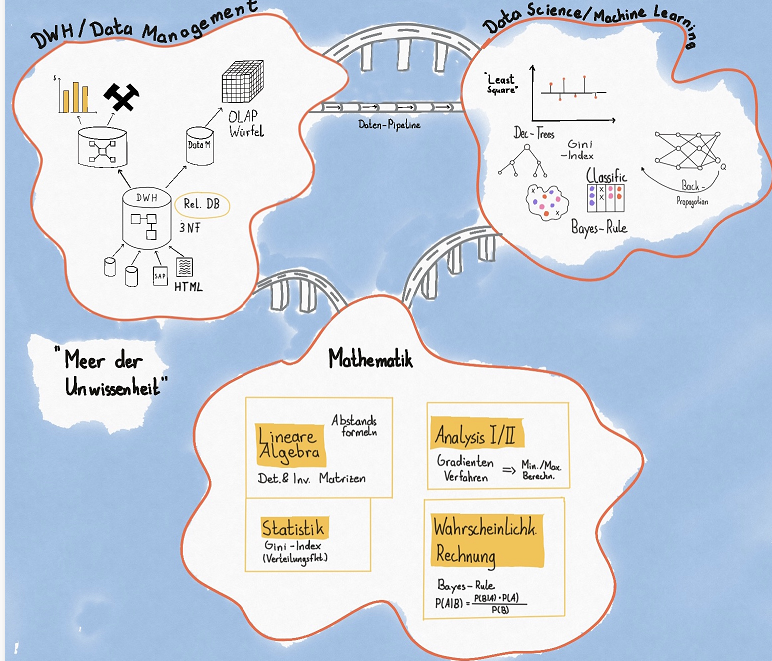 DWH/Data Management
$
OLAP
Würfel
Data M
DWH
Rel. DB
3NF
SAP
HTML
Daten-Pipeline
Data Science/Machine Learning
"Least
Square"
Dec-Trees
Gini
-Index
Classific
Bayes-Rule
Back-
Propagation
"Meer der
Unwissenheit"
Mathematik
Lineare
Algebra
Abstands
formeln
Det.& Inv. Matrizen
Analysis I/II
Gradienten
Verfahren
=> Min./Max.
Berechn.
Statistik
Gini-Index
(Verteilungsfkt.)
Wahrscheinlichk.
Rechnung
Bayes-Rule
P(A|B) = P(B|A)·P(A)
P(B)